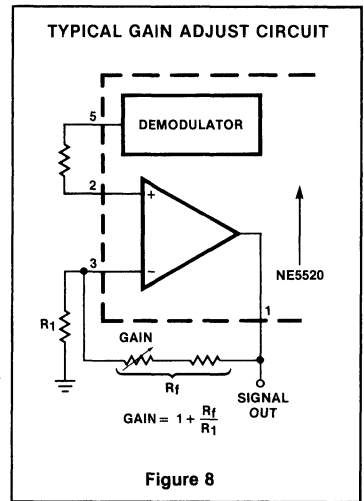 TYPICAL GAIN ADJUST CIRCUIT
5
DEMODULATOR
2
+
3
−
NE5520
R1
1
GAIN
Rf
SIGNAL
OUT
GAIN = 1 + Rf/R1
Figure 8